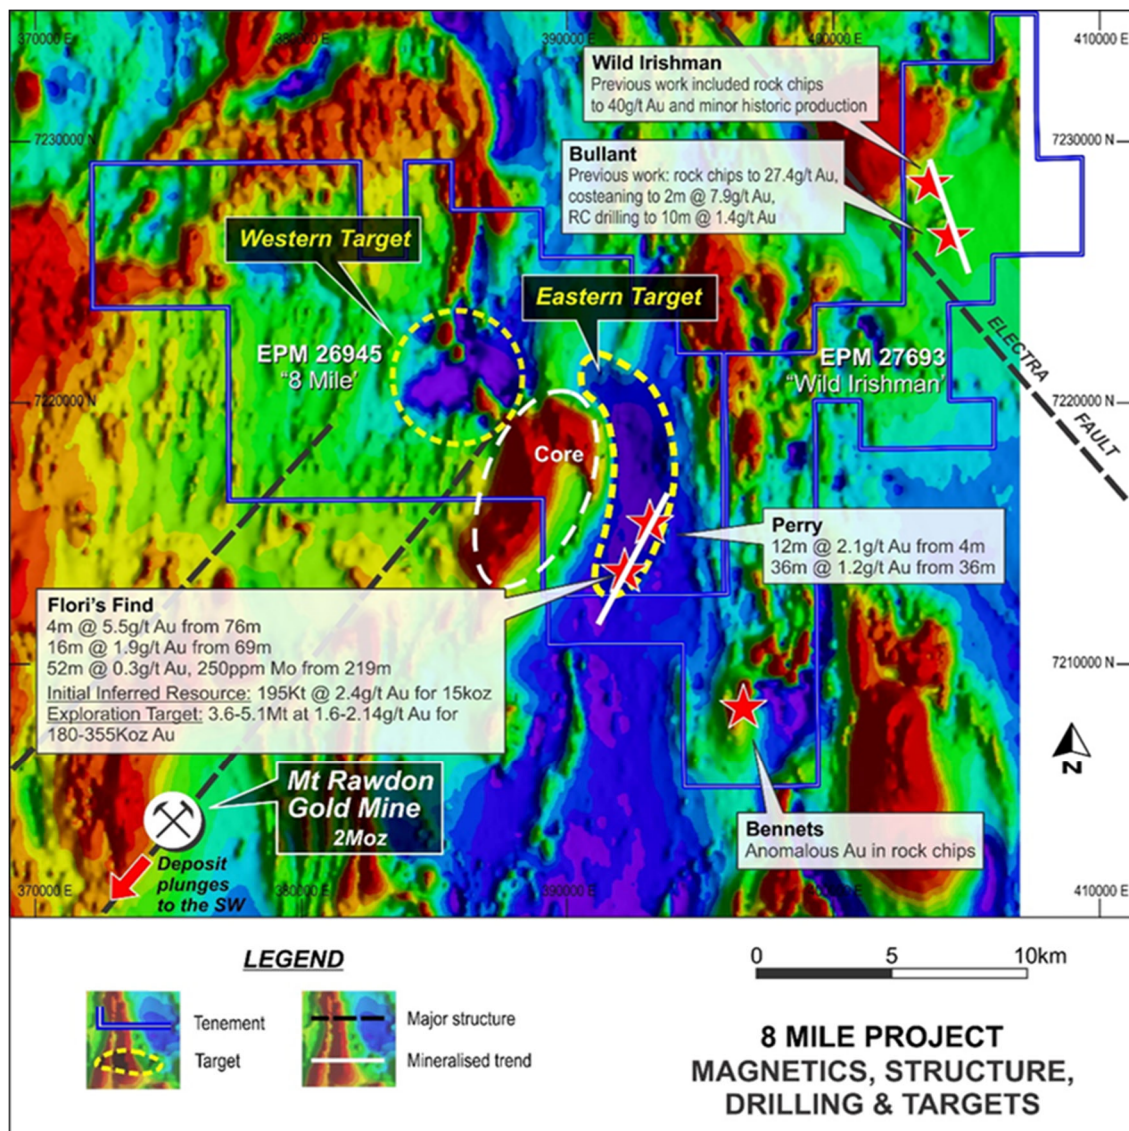 370000 E
380000 E
390000 E
400000 E
410000 E
Wild Irishman
Previous work included rock chips
to 40g/t Au and minor historic production
7230000 N
7230000 N
Bullant
Previous work: rock chips to 27.4g/t Au,
costeaning to 2m @ 7.9g/t Au,
RC drilling to 10m @ 1.4g/t Au
Western Target
Eastern Target
EPM 26945
"8 Mile'
EPM 27693
"Wild Irishman'
ELECTRA FAULT
7220000 N
7220000 N
Core
Perry
12m @ 2.1g/t Au from 4m
36m @ 1.2g/t Au from 36m
Flori's Find
4m @ 5.5g/t Au from 76m
16m @ 1.9g/t Au from 69m
52m @ 0.3g/t Au, 250ppm Mo from 219m
Initial Inferred Resource: 195Kt @ 2.4g/t Au for 15koz
Exploration Target: 3.6-5.1Mt at 1.6-2.14g/t Au for
180-355Koz Au
7210000 N
N
Mt Rawdon
Gold Mine
2Moz
Bennets
Anomalous Au in rock chips
Deposit
plunges
to the SW
370000 E
380000 E
390000 E
400000 E
410000 E
LEGEND
Tenement
Target
Major structure
Mineralised trend
0 5 10km
8 MILE PROJECT
MAGNETICS, STRUCTURE,
DRILLING & TARGETS